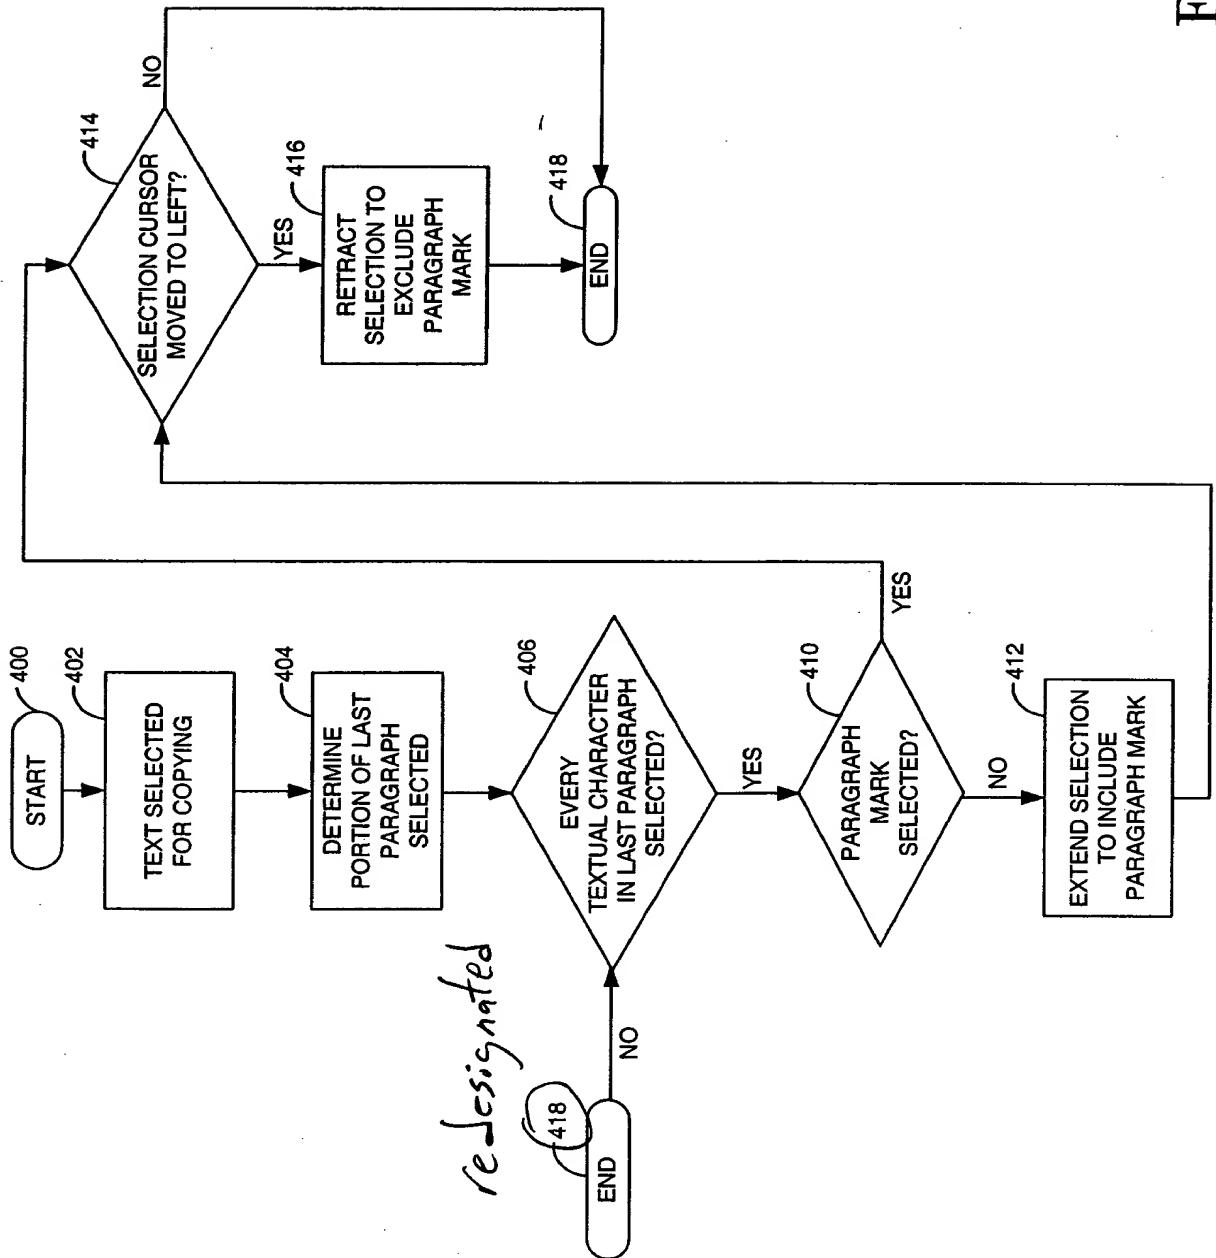 START
400
TEXT SELECTED
FOR COPYING
402
DETERMINE
PORTION OF LAST
PARAGRAPH
SELECTED
404
EVERY
TEXTUAL CHARACTER
IN LAST PARAGRAPH
SELECTED?
406
NO
redesignated
418
END
YES
PARAGRAPH
MARK
SELECTED?
410
YES
NO
EXTEND SELECTION
TO INCLUDE
PARAGRAPH MARK
412
SELECTION CURSOR
MOVED TO LEFT?
414
NO
YES
RETRACT
SELECTION TO
EXCLUDE
PARAGRAPH
MARK
416
END
418
F